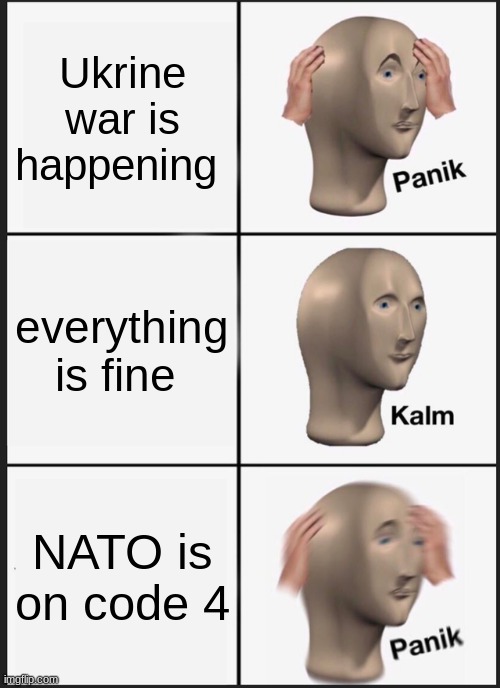 Ukrine
war is
happening
Panik
everything
is fine
Kalm
NATO is
on code 4
Panik
imgflip.com